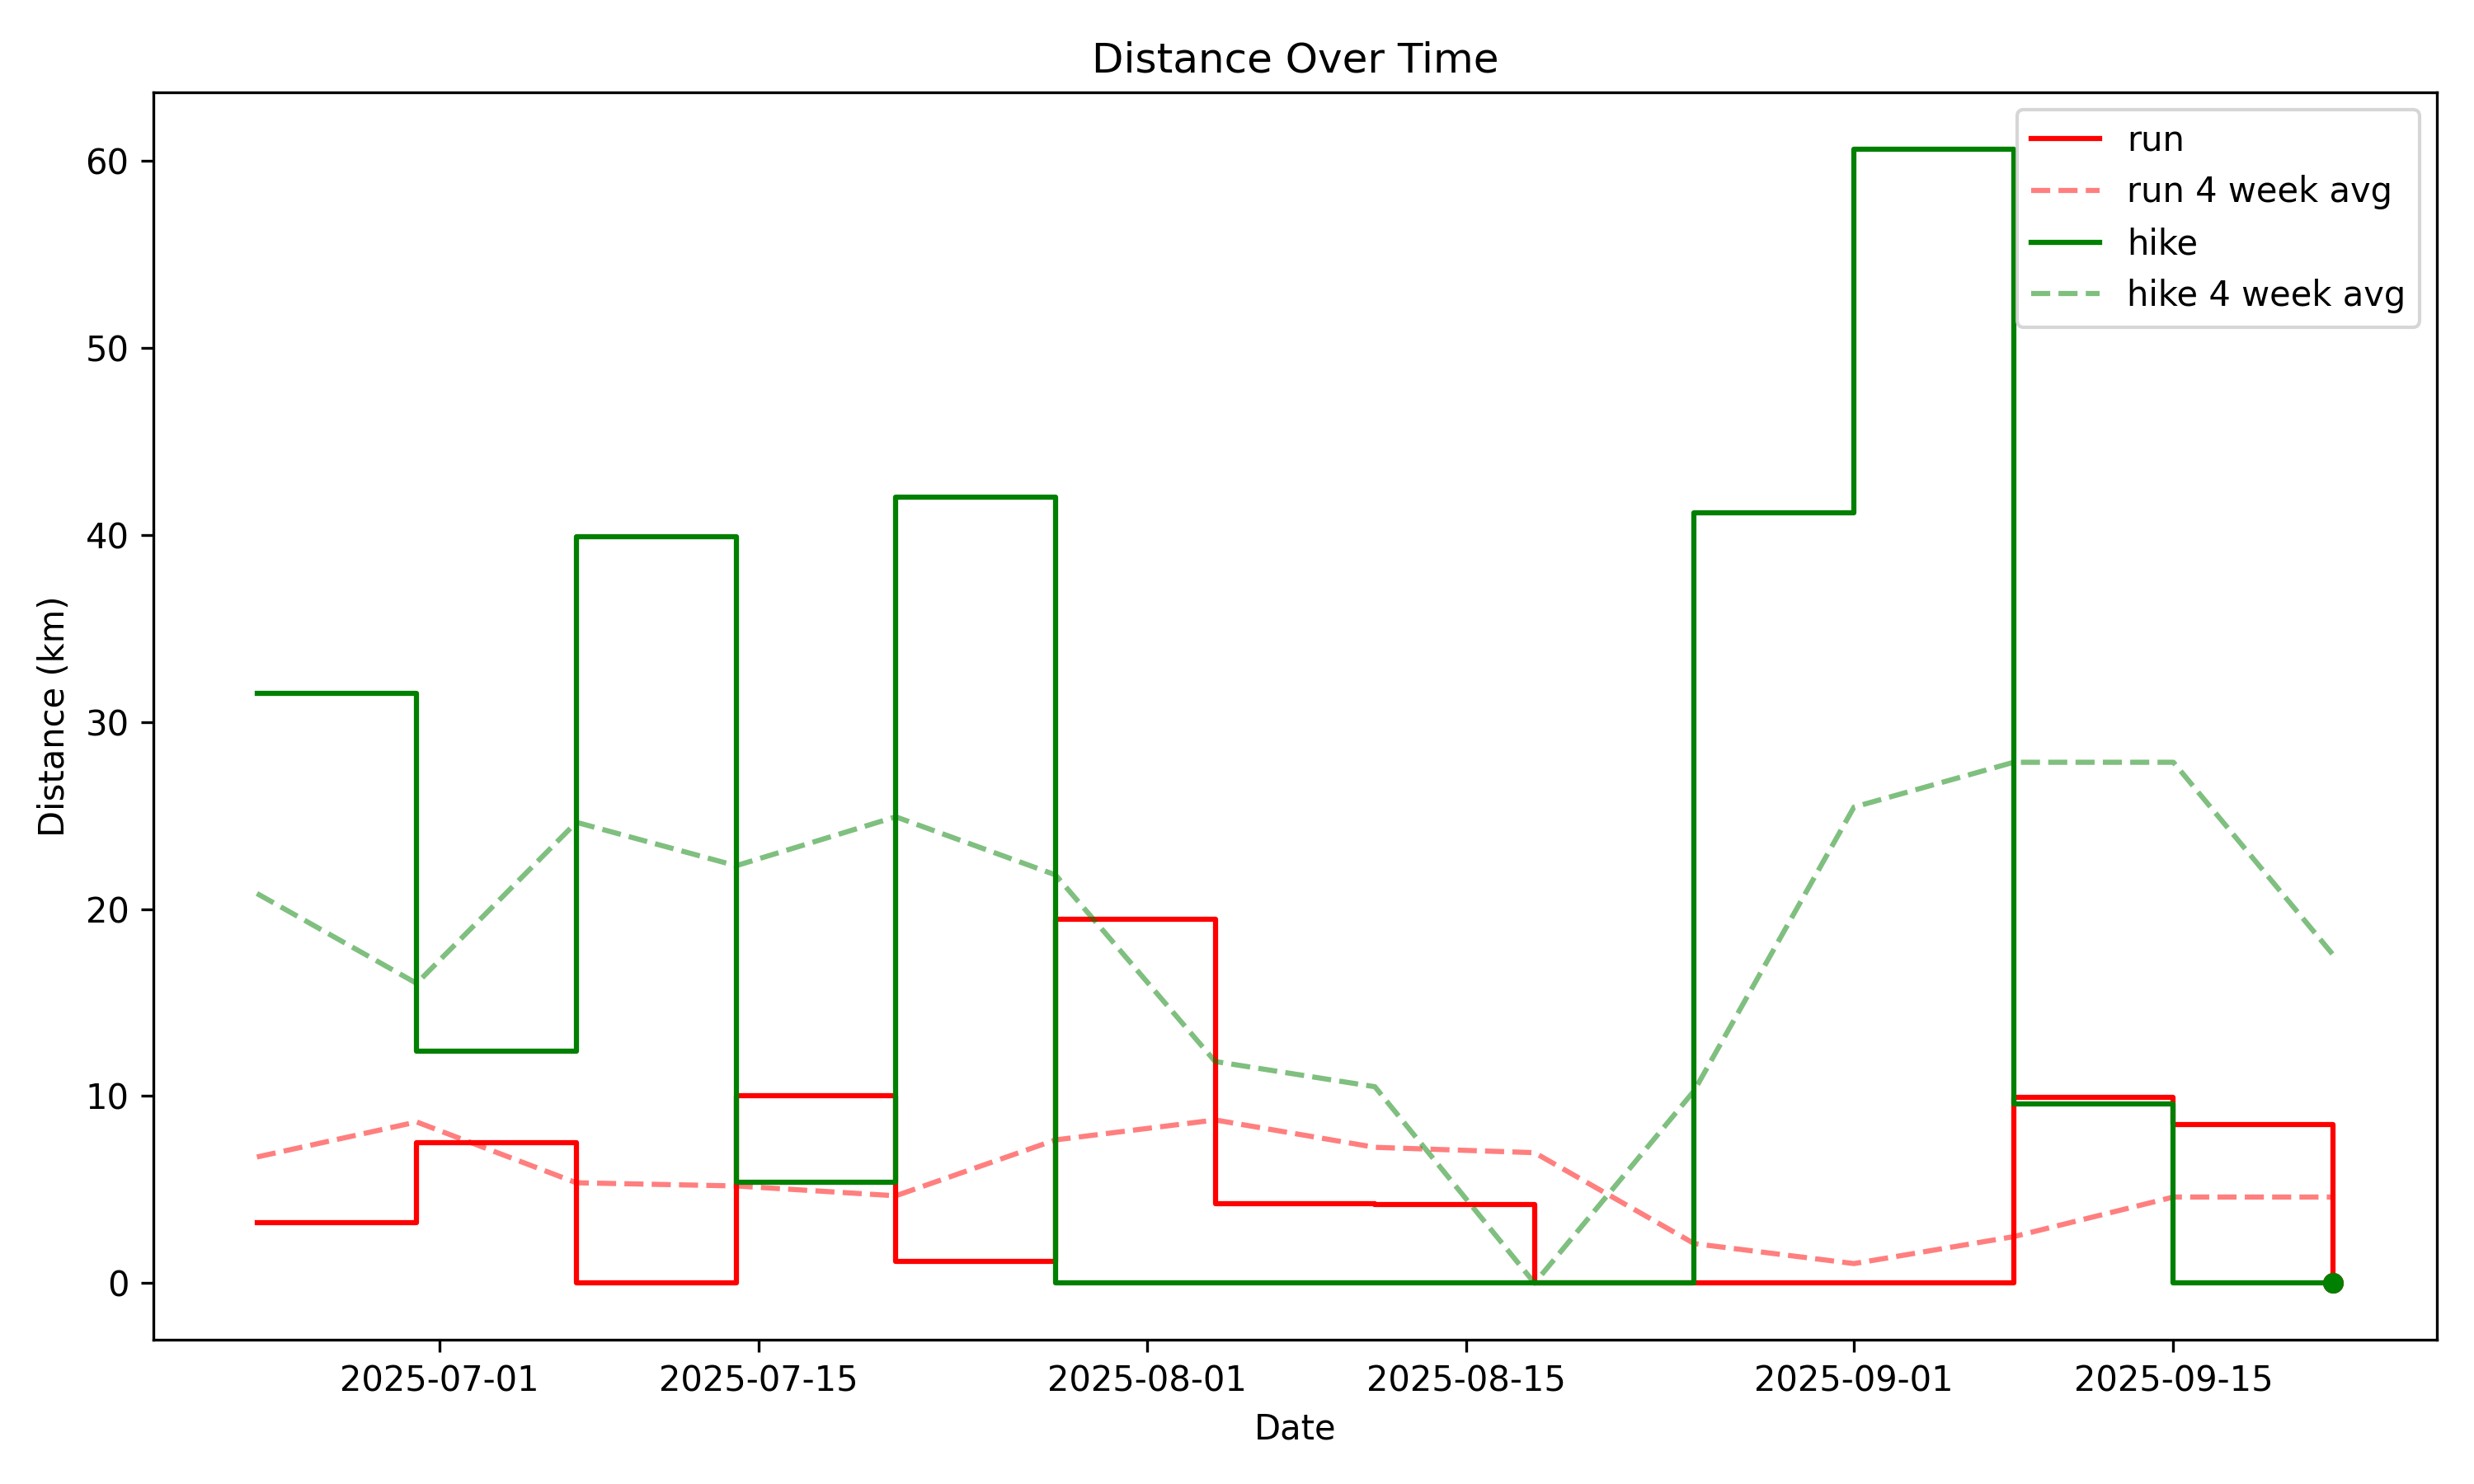 Distance Over Time
run
run 4 week avg
hike
hike 4 week avg
60
50
40
30
20
10
0
Distance (km)
2025-07-01
2025-07-15
2025-08-01
2025-08-15
2025-09-01
2025-09-15
Date